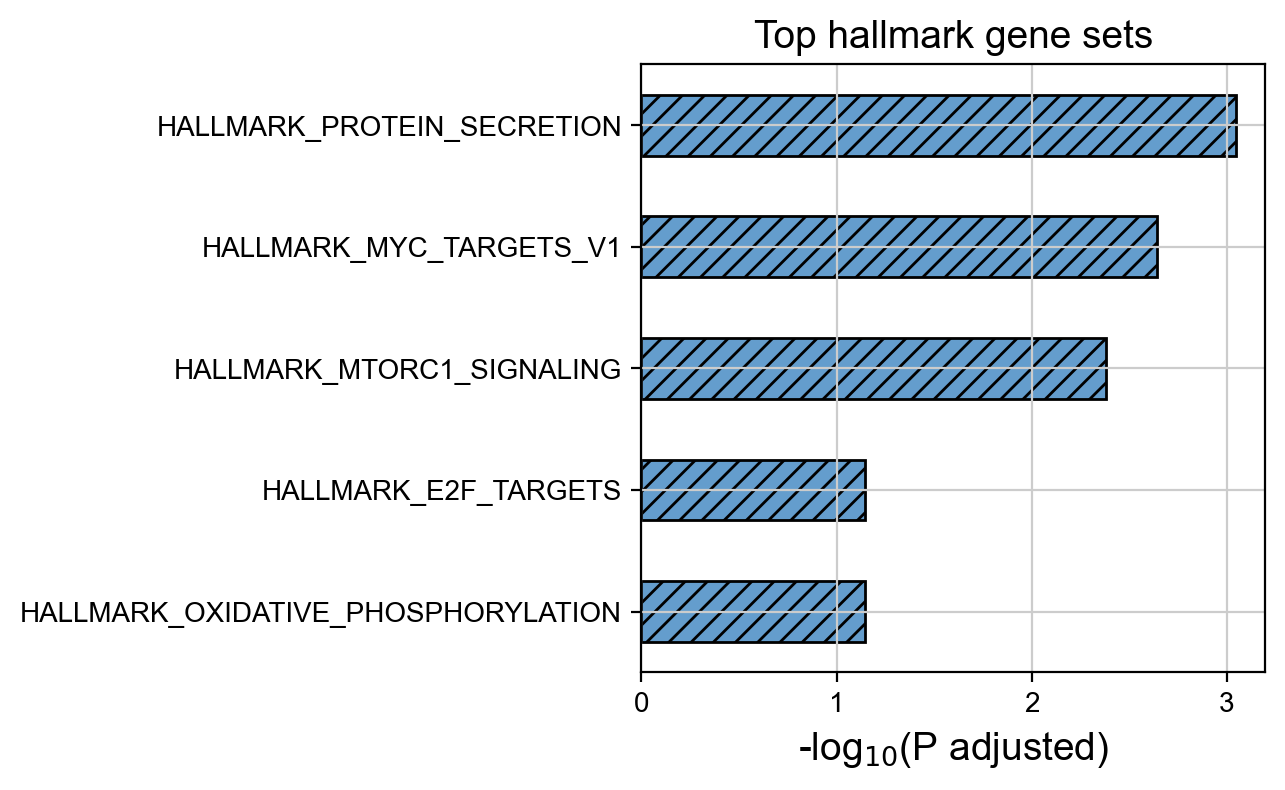 Top hallmark gene sets
HALLMARK_PROTEIN_SECRETION
HALLMARK_MYC_TARGETS_V1
HALLMARK_MTORC1_SIGNALING
HALLMARK_E2F_TARGETS
HALLMARK_OXIDATIVE_PHOSPHORYLATION
0 1 2 3
-log₁₀(P adjusted)